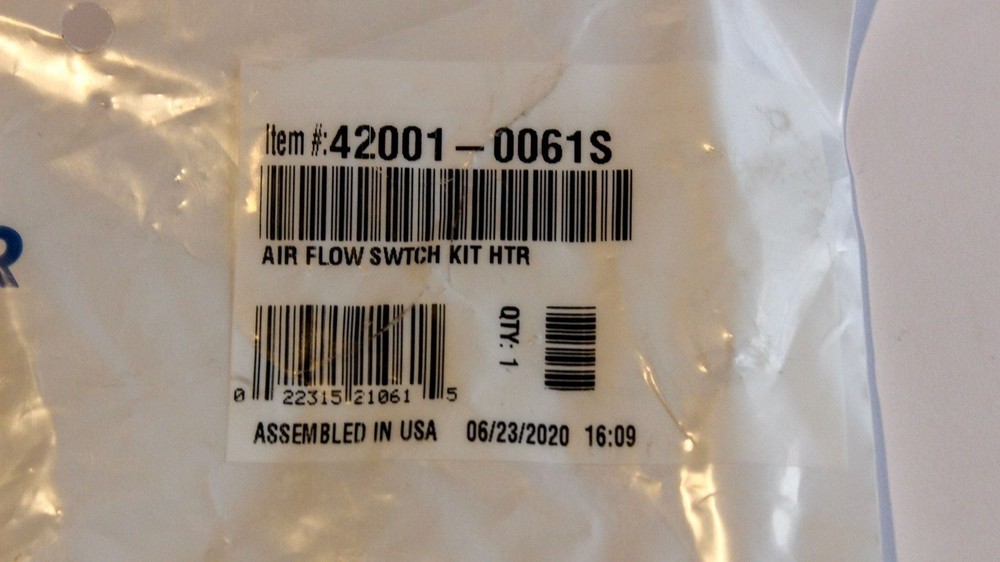 Item #:42001-0061S
AIR FLOW SWTCH KIT HTR
QTY: 1
0 22315 21061 5
ASSEMBLED IN USA 06/23/2020 16:09
R